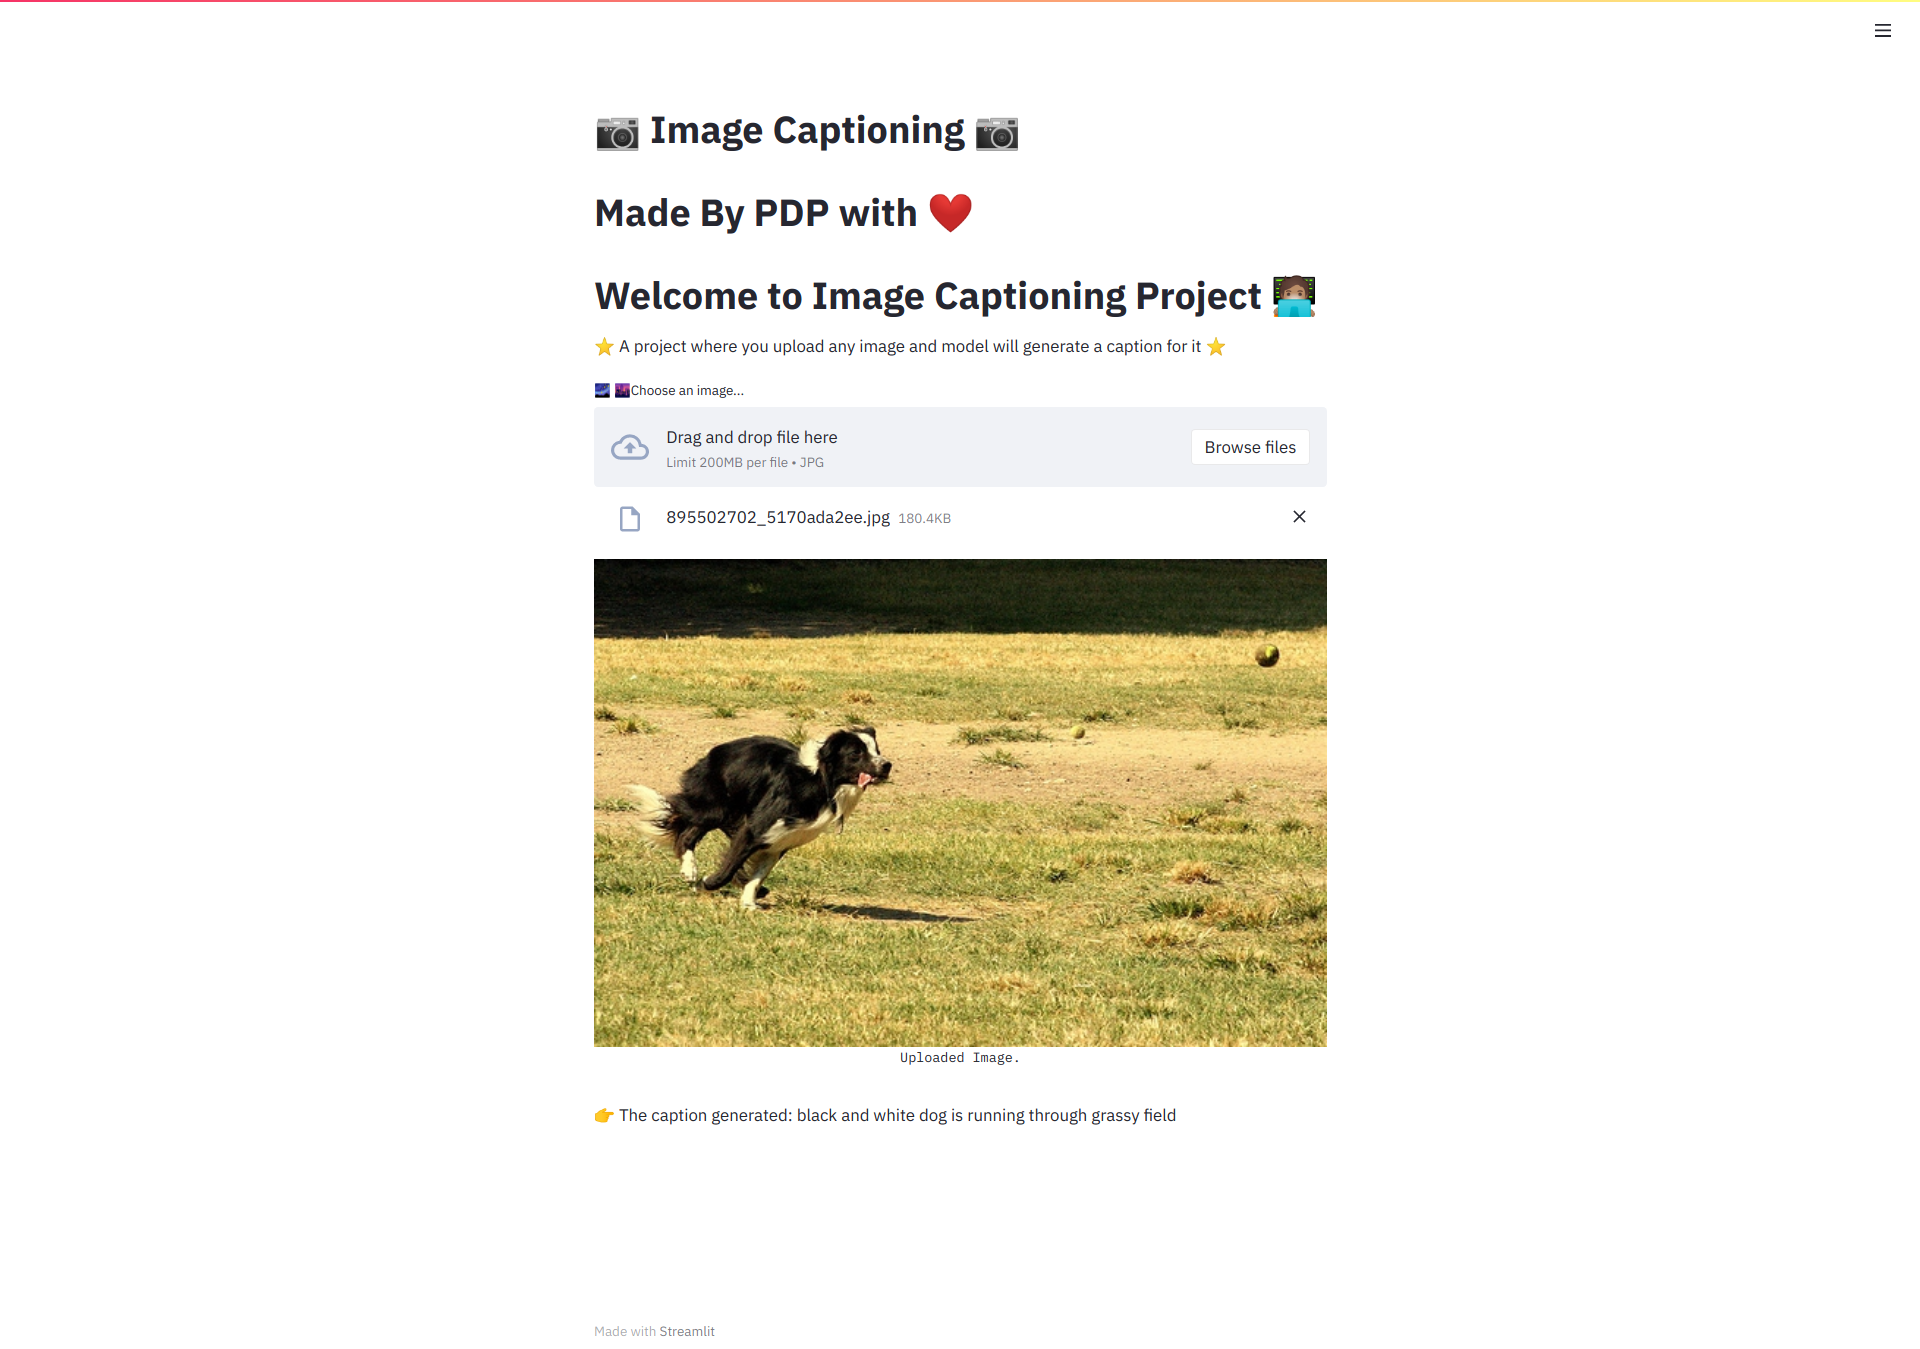 📷 Image Captioning 📷
Made By PDP with ❤️
Welcome to Image Captioning Project 👩🏽‍💻
⭐ A project where you upload any image and model will generate a caption for it ⭐
🌌 🌆Choose an image...
Drag and drop file here
Limit 200MB per file • JPG
Browse files
895502702_5170ada2ee.jpg 180.4KB
Uploaded Image.
👉 The caption generated: black and white dog is running through grassy field
Made with Streamlit